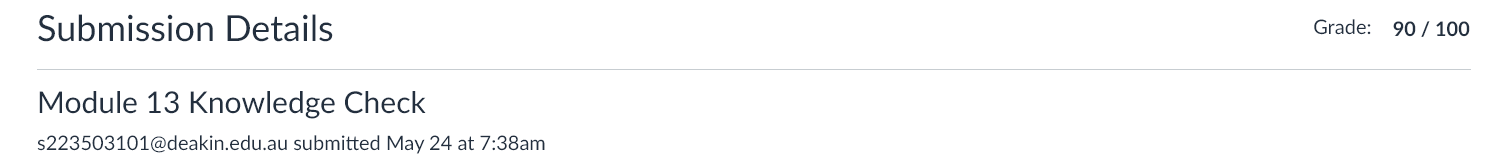 Submission Details
Grade: 90 / 100
Module 13 Knowledge Check
s223503101@deakin.edu.au submitted May 24 at 7:38am